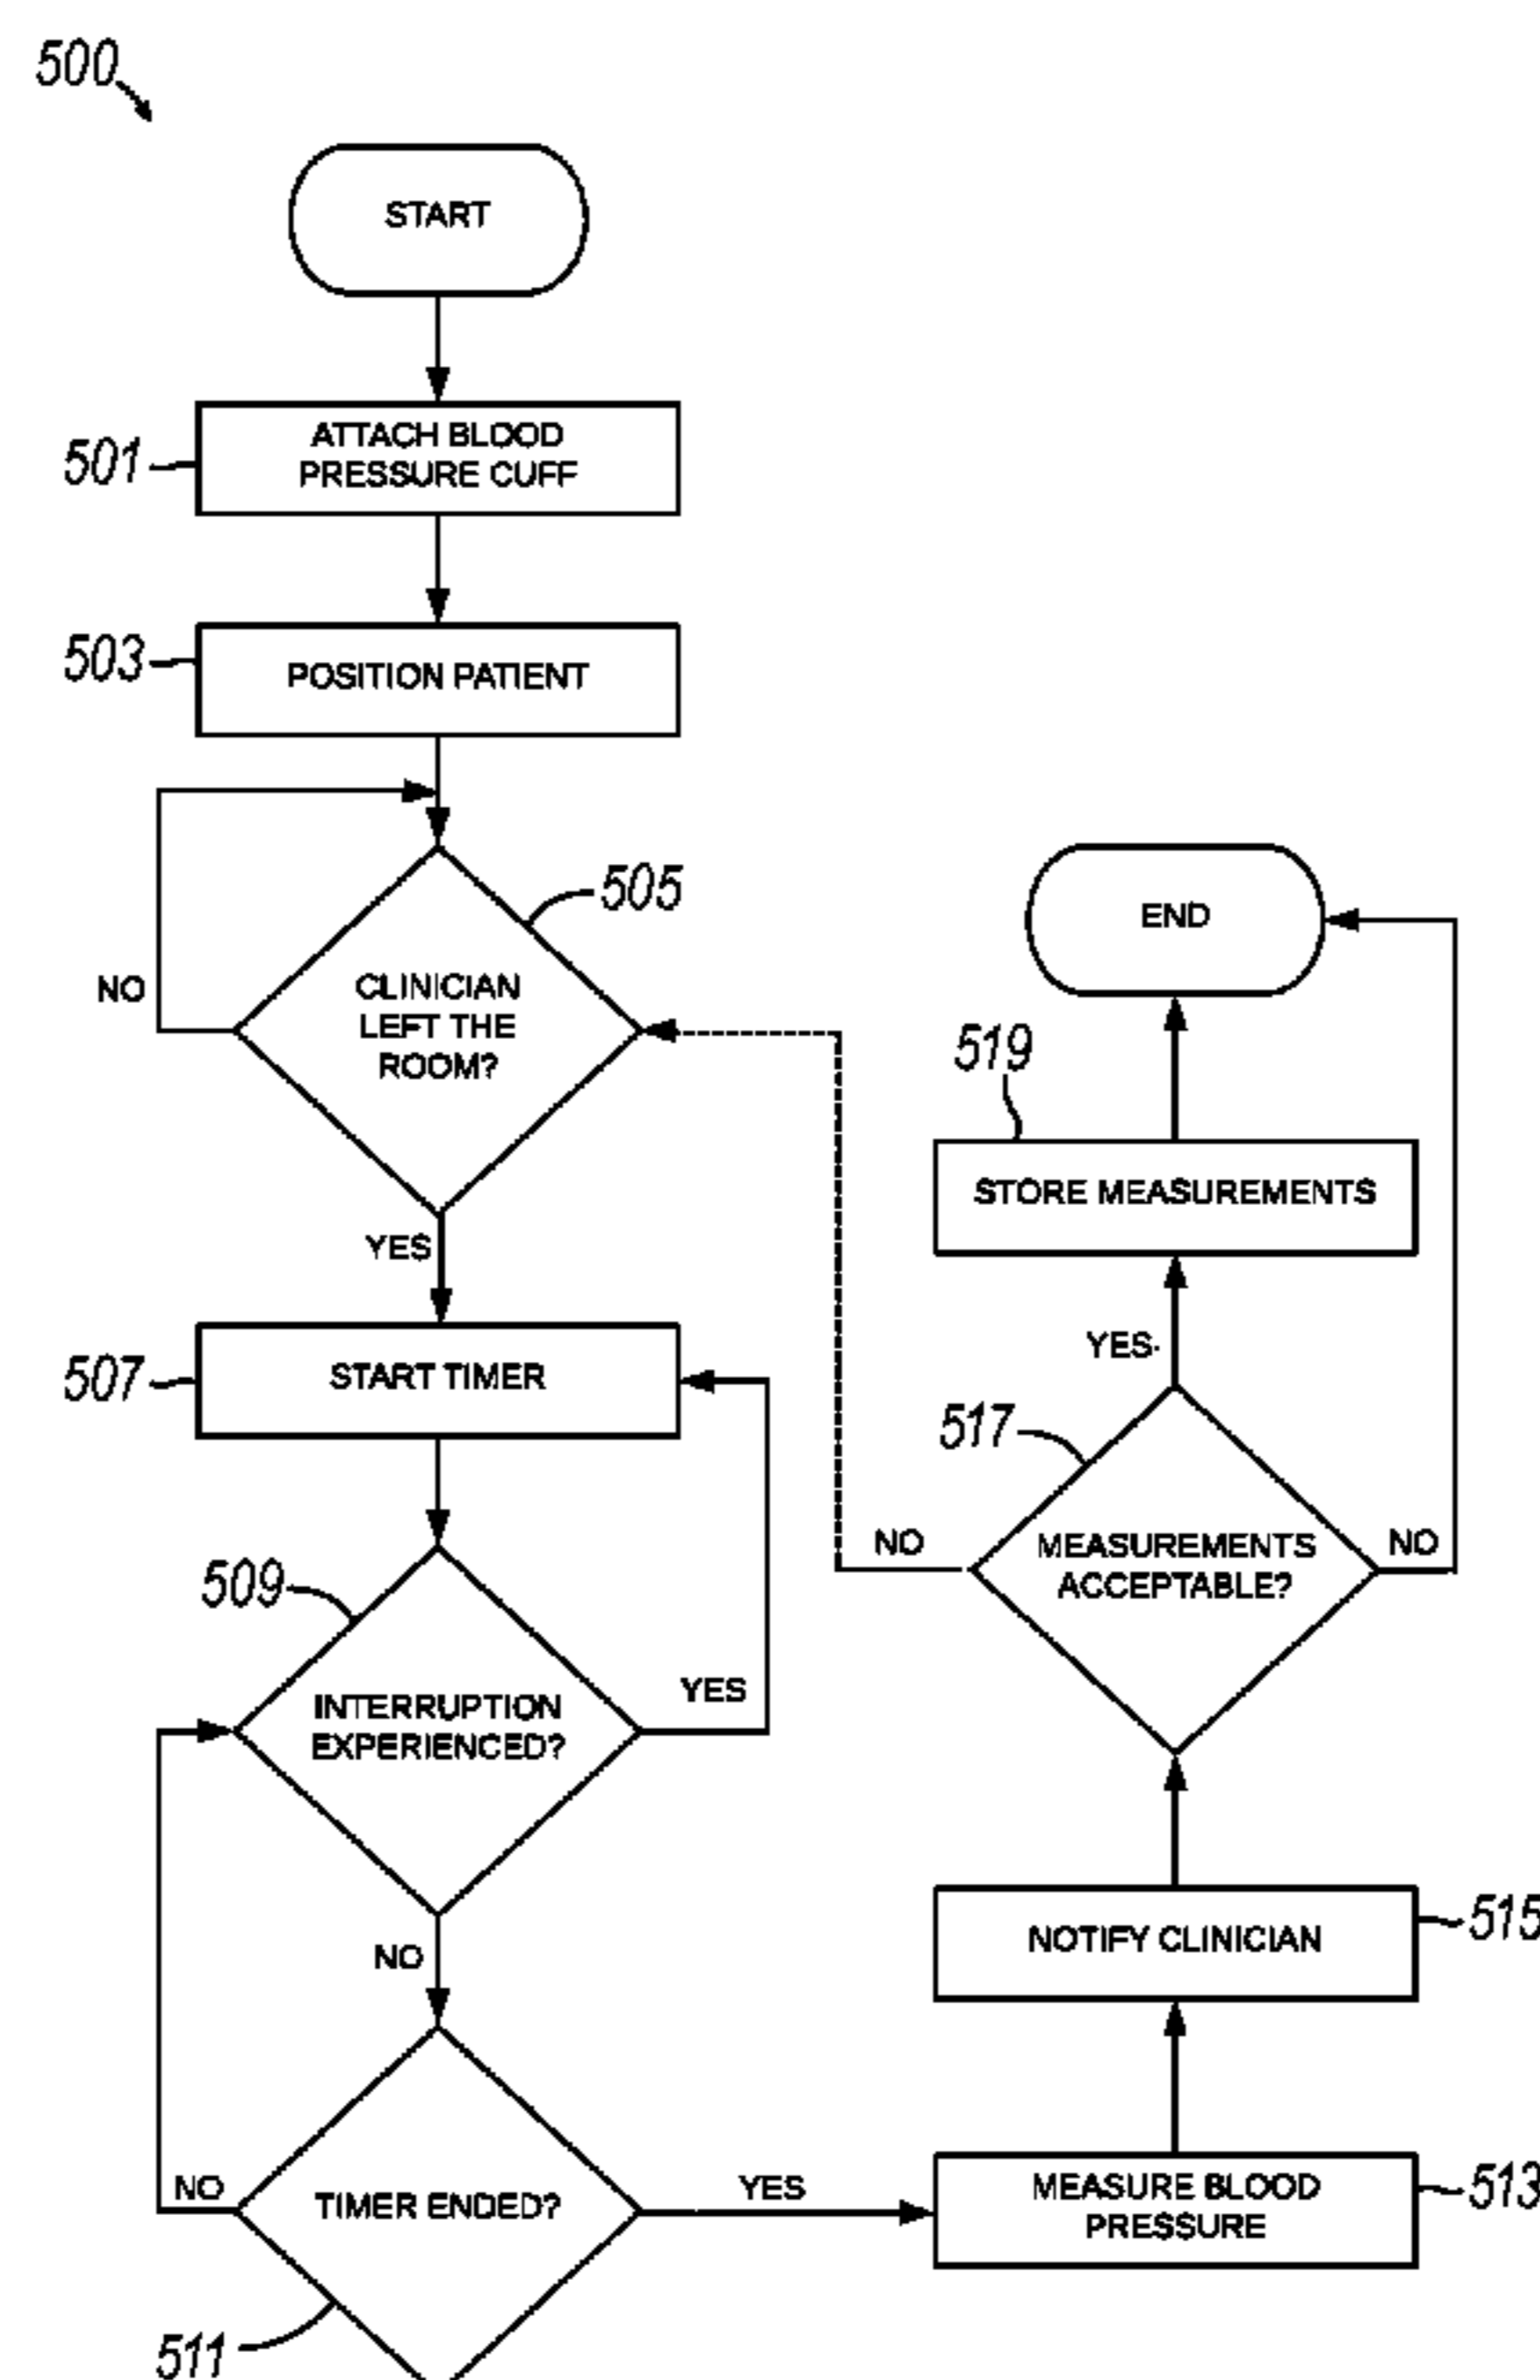 500
START
501
ATTACH BLOOD
PRESSURE CUFF
503
POSITION PATIENT
505
NO
CLINICIAN
LEFT THE
ROOM?
YES
507
START TIMER
509
INTERRUPTION
EXPERIENCED?
YES
NO
511
TIMER ENDED?
NO
YES
MEASURE BLOOD
PRESSURE
513
NOTIFY CLINICIAN
515
517
MEASUREMENTS
ACCEPTABLE?
NO
NO
YES
519
STORE MEASUREMENTS
END